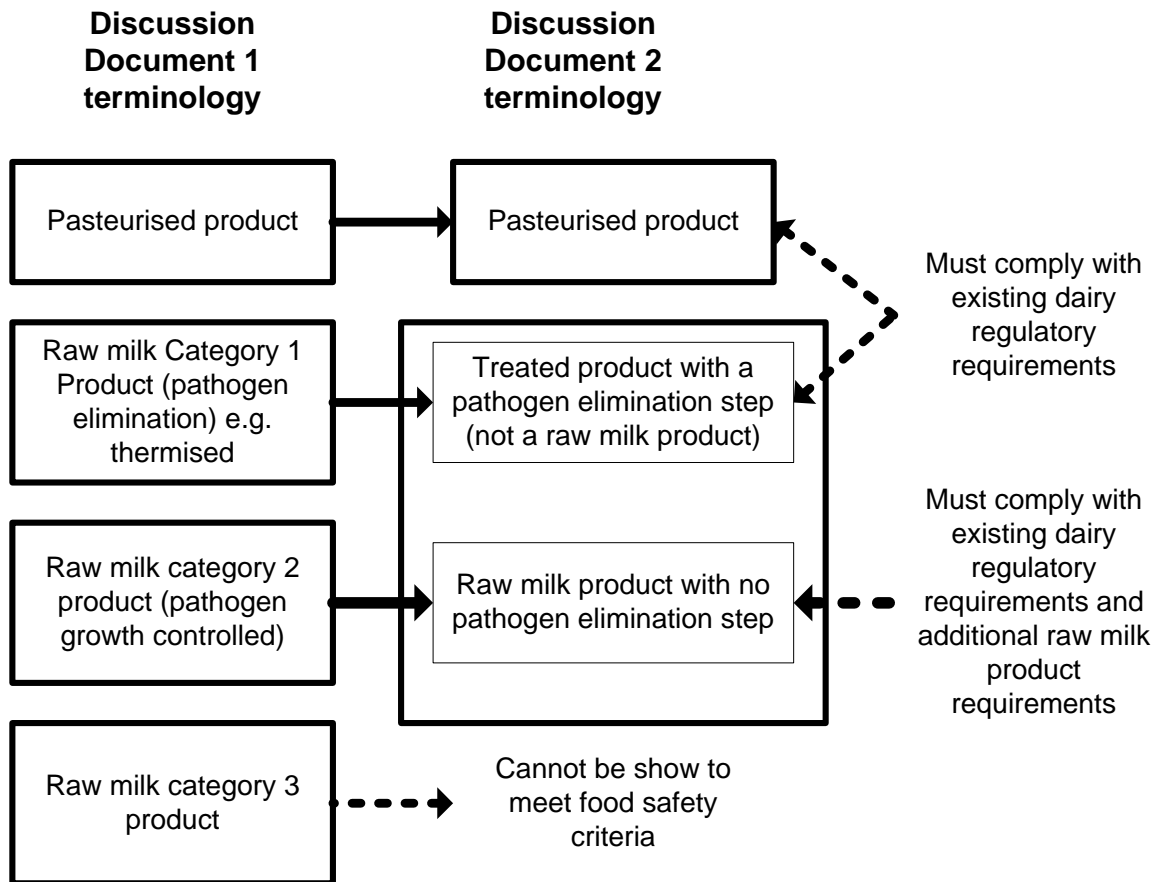 Discussion
Document 1
terminology
Discussion
Document 2
terminology
Pasteurised product
Pasteurised product
Must comply with
existing dairy
regulatory
requirements
Raw milk Category 1
Product (pathogen
elimination) e.g.
thermised
Treated product with a
pathogen elimination step
(not a raw milk product)
Raw milk category 2
product (pathogen
growth controlled)
Raw milk product with no
pathogen elimination step
Must comply with
existing dairy
regulatory
requirements and
additional raw milk
product
requirements
Raw milk category 3
product
Cannot be show to
meet food safety
criteria